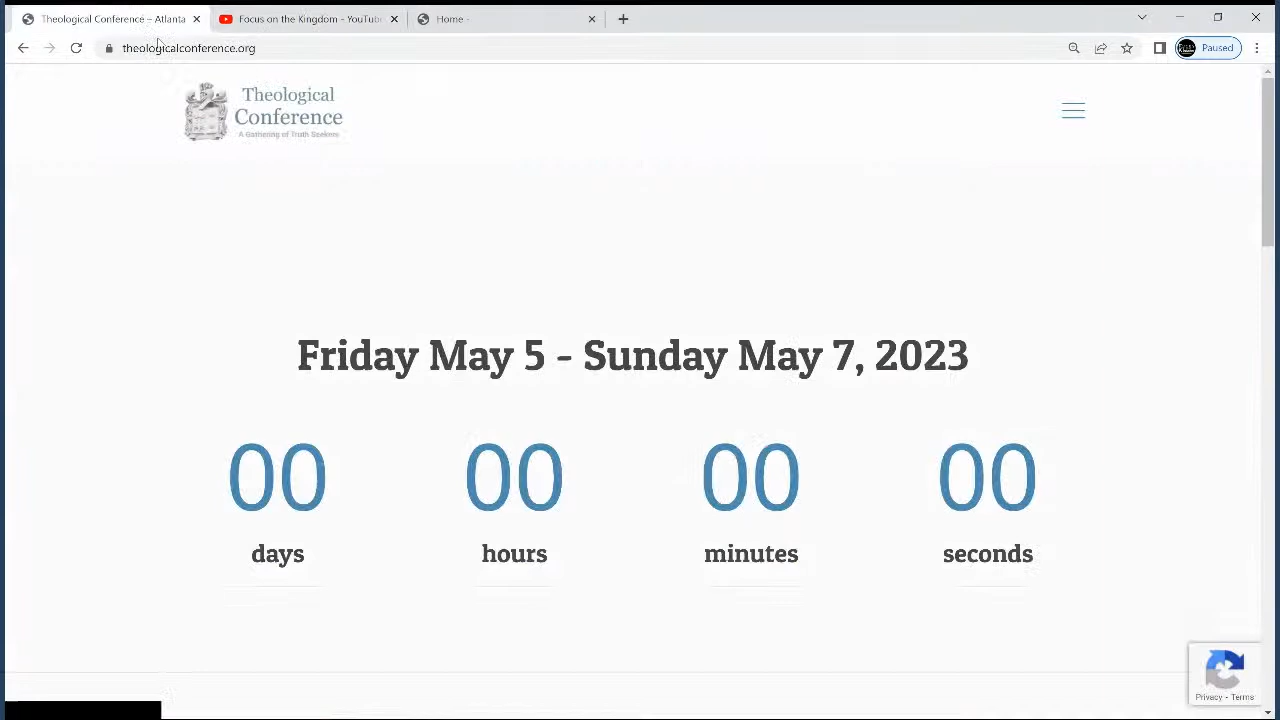 Theological Conference – Atlanta
Focus on the Kingdom - YouTube
Home -
theologicalconference.org
Paused
Theological
Conference
A Gathering of Truth Seekers
Friday May 5 - Sunday May 7, 2023
00 00 00 00
days hours minutes seconds
Privacy - Terms